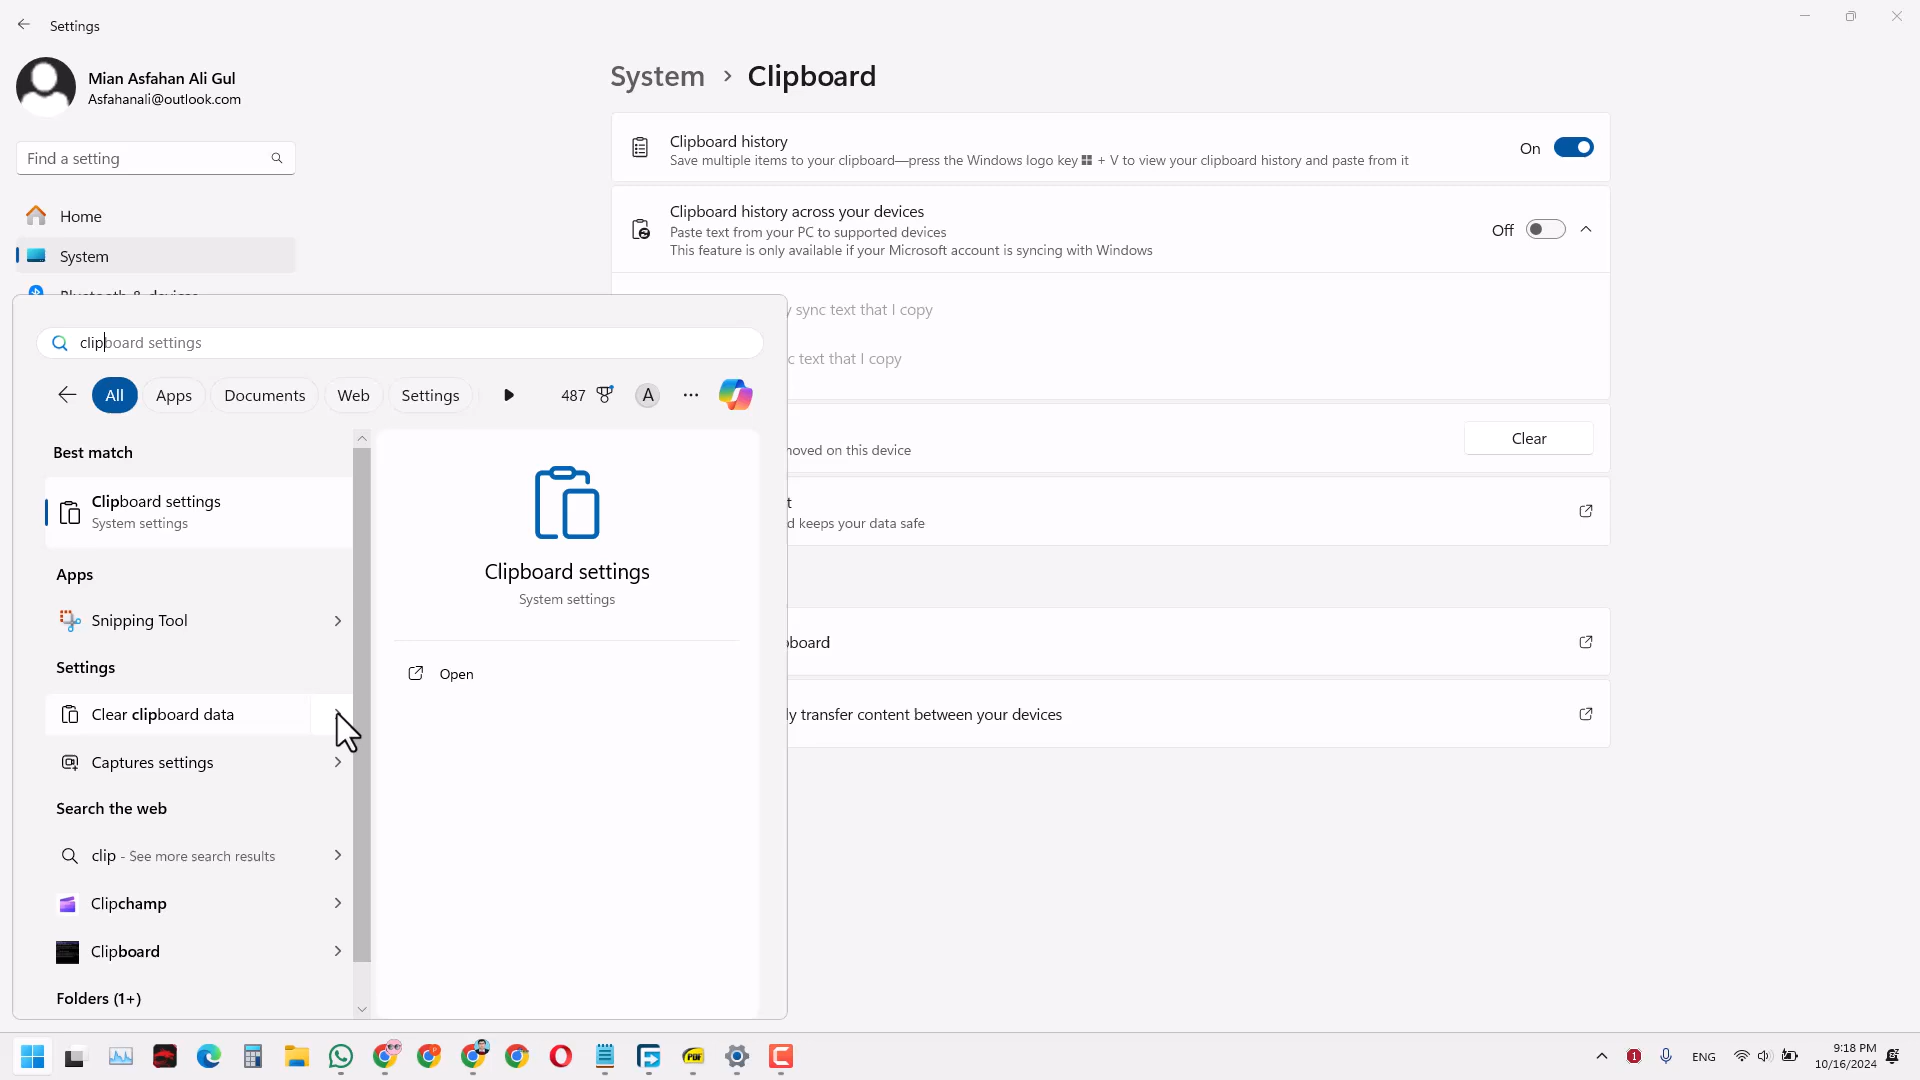 Settings
Mian Asfahan Ali Gul
Asfahanali@outlook.com
Find a setting
Home
System
System > Clipboard
Clipboard history
Save multiple items to your clipboard—press the Windows logo key + V to view your clipboard history and paste from it
On
Clipboard history across your devices
Paste text from your PC to supported devices
This feature is only available if your Microsoft account is syncing with Windows
Off
sync text that I copy
text that I copy
on this device
Clear
keeps your data safe
transfer content between your devices
clipboard settings
All
Apps
Documents
Web
Settings
487
A
Best match
Clipboard settings
System settings
Apps
Snipping Tool
Settings
Clear clipboard data
Captures settings
Search the web
clip - See more search results
Clipchamp
Clipboard
Folders (1+)
Clipboard settings
System settings
Open
PDF
1
ENG
9:18 PM
10/16/2024